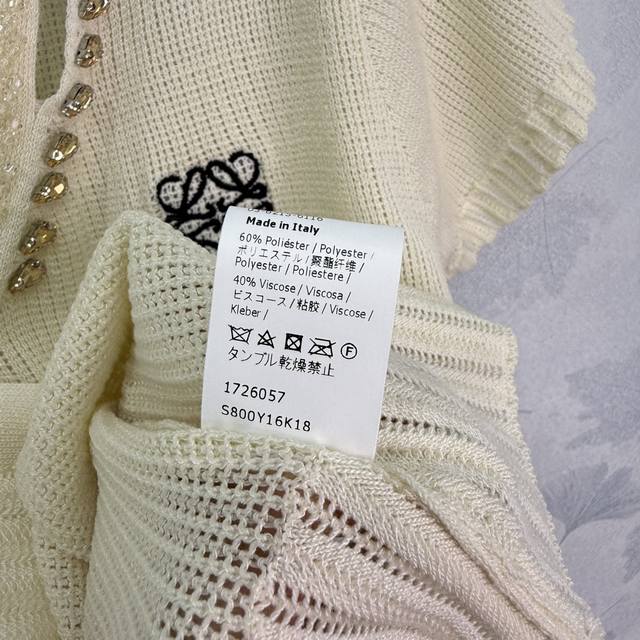 Made in Italy
60% Poliéster / Polyester /
ポリエステル / 聚酯纤维 /
Polyester / Poliestere /
40% Viscose / Viscosa /
ビスコース / 粘胶 / Viscose /
Kleber /
F
タンブル乾燥禁止
1726057
S800Y16K18